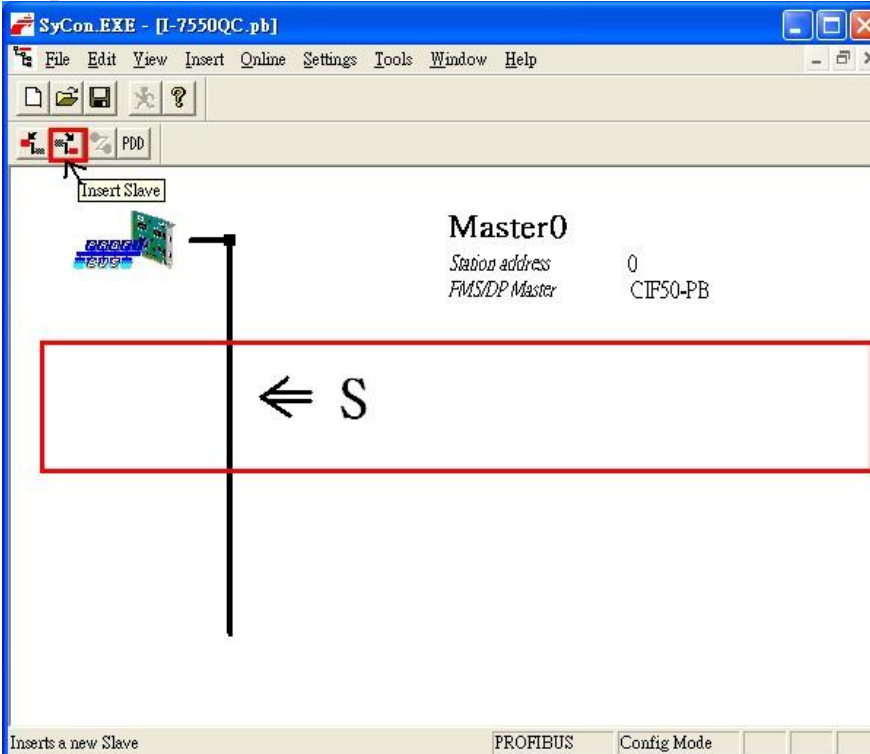 SyCon.EXE - [I-7550QC.pb]
File Edit View Insert Online Settings Tools Window Help
PDD
Insert Slave
Master0
Station address 0
FMS/DP Master CIF50-PB
⇐ S
Inserts a new Slave PROFIBUS Config Mode